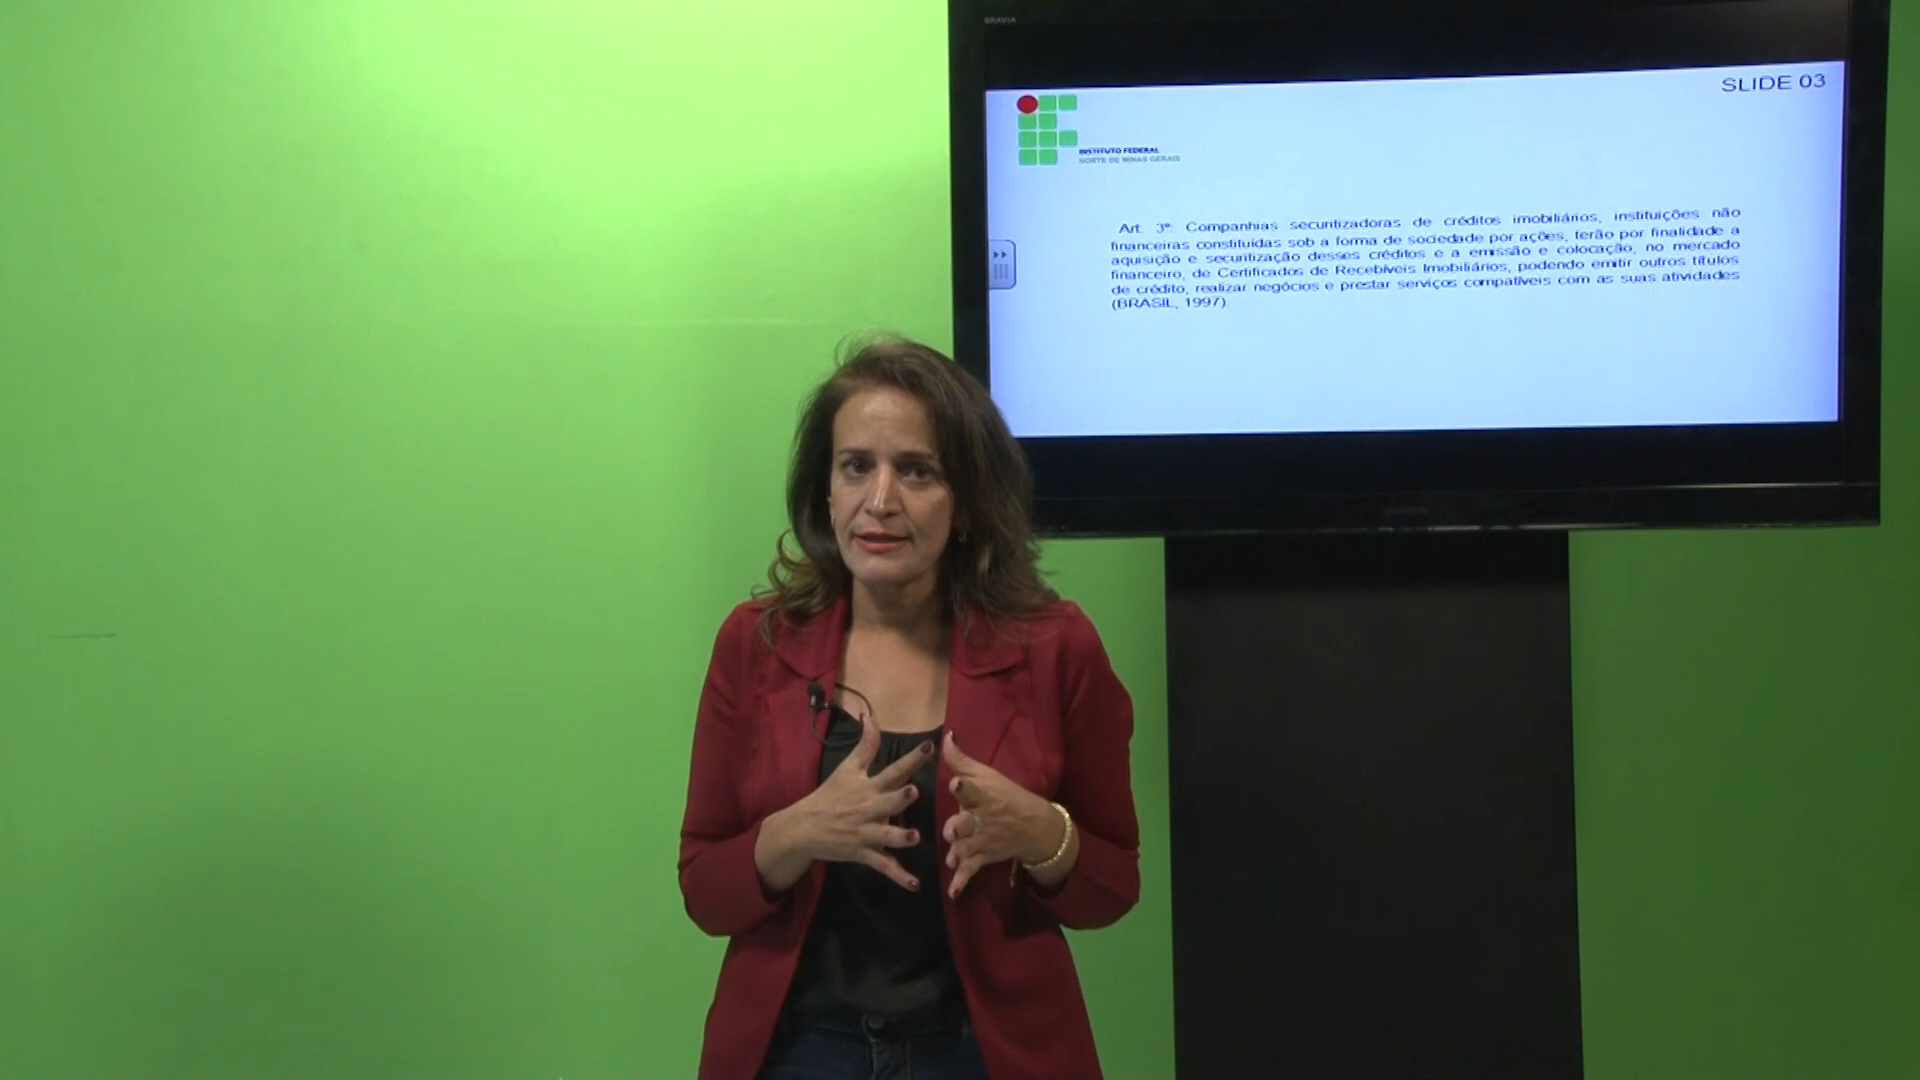 BRAVIA
SLIDE 03
INSTITUTO FEDERAL
NORTE DE MINAS GERAIS
Art. 3º. Companhias securitizadoras de créditos imobiliários, instituições não
financeiras constituídas sob a forma de sociedade por ações, terão por finalidade a
aquisição e securitização desses créditos e a emissão e colocação, no mercado
financeiro, de Certificados de Recebíveis Imobiliários, podendo emitir outros títulos
de crédito, realizar negócios e prestar serviços compatíveis com as suas atividades
(BRASIL, 1997).